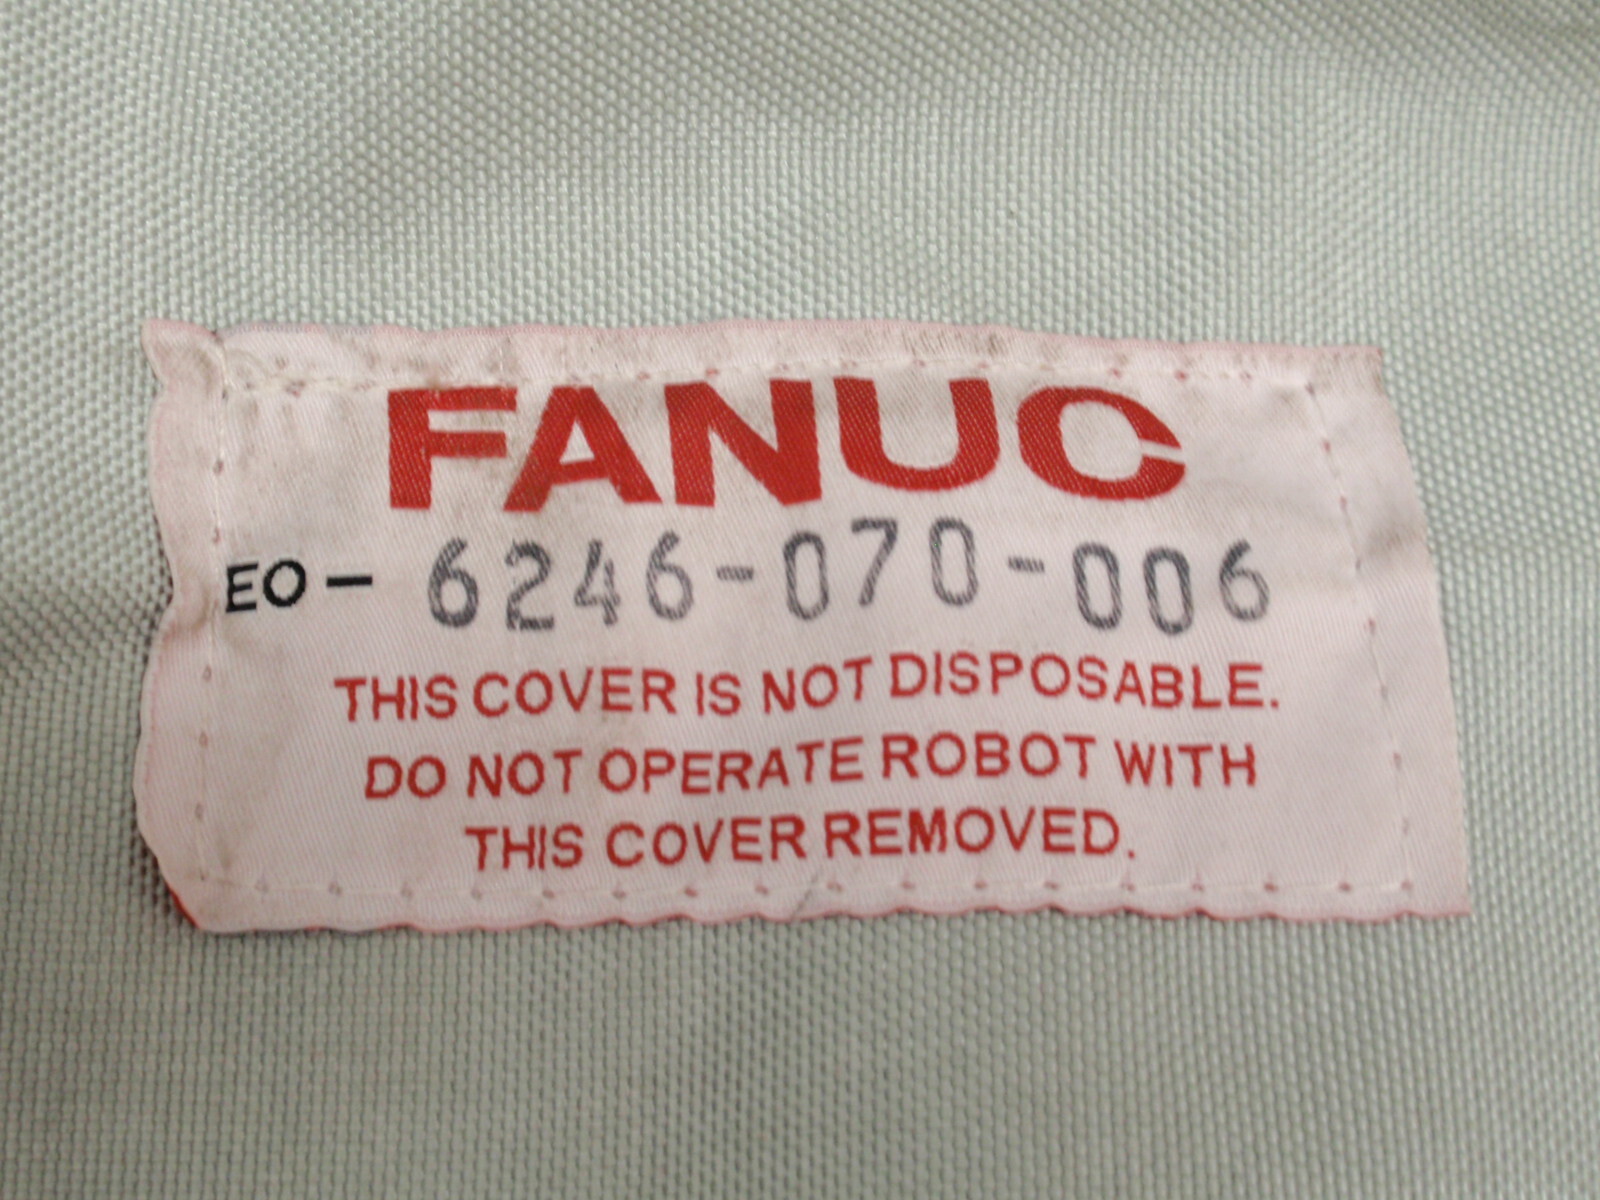 FANUC
EO- 6246-070-006
THIS COVER IS NOT DISPOSABLE.
DO NOT OPERATE ROBOT WITH
THIS COVER REMOVED.